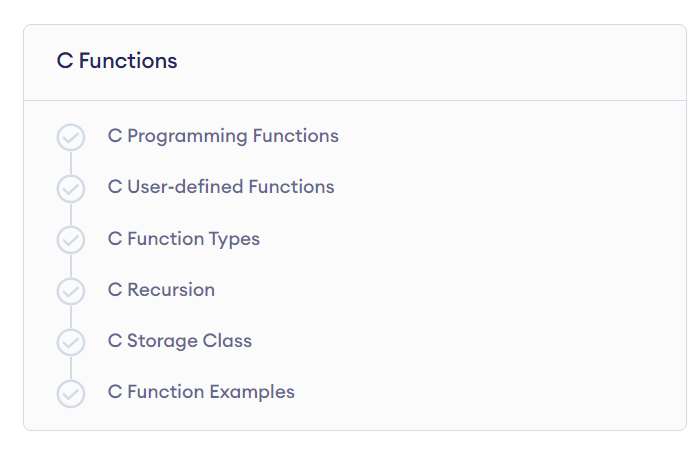 C Functions
C Programming Functions
C User-defined Functions
C Function Types
C Recursion
C Storage Class
C Function Examples